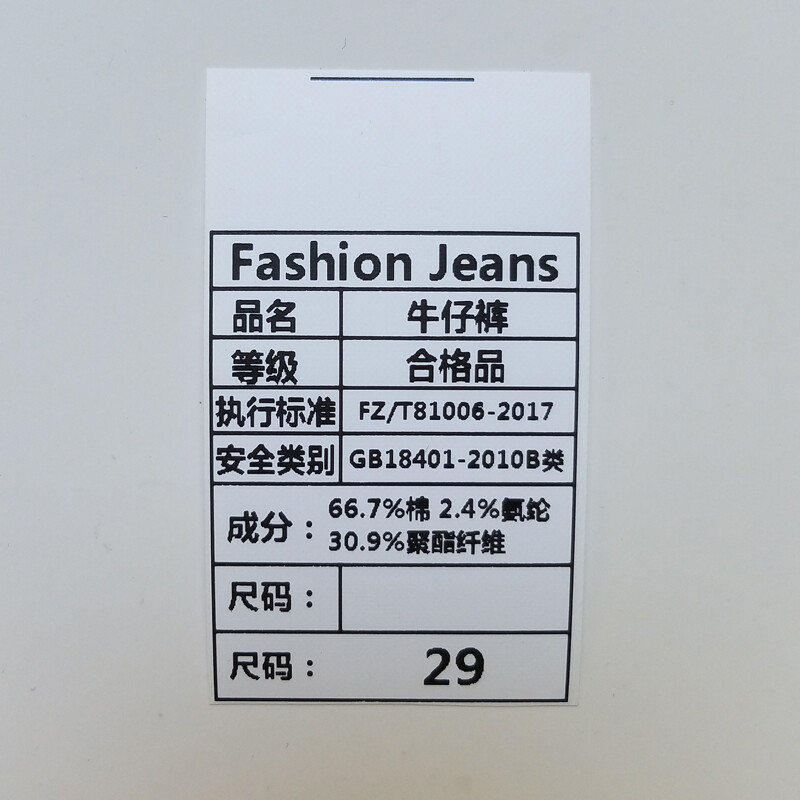 Fashion Jeans
品名 牛仔裤
等级 合格品
执行标准 FZ/T81006-2017
安全类别 GB18401-2010B类
成分： 66.7%棉 2.4%氨纶
30.9%聚酯纤维
尺码：
尺码： 29